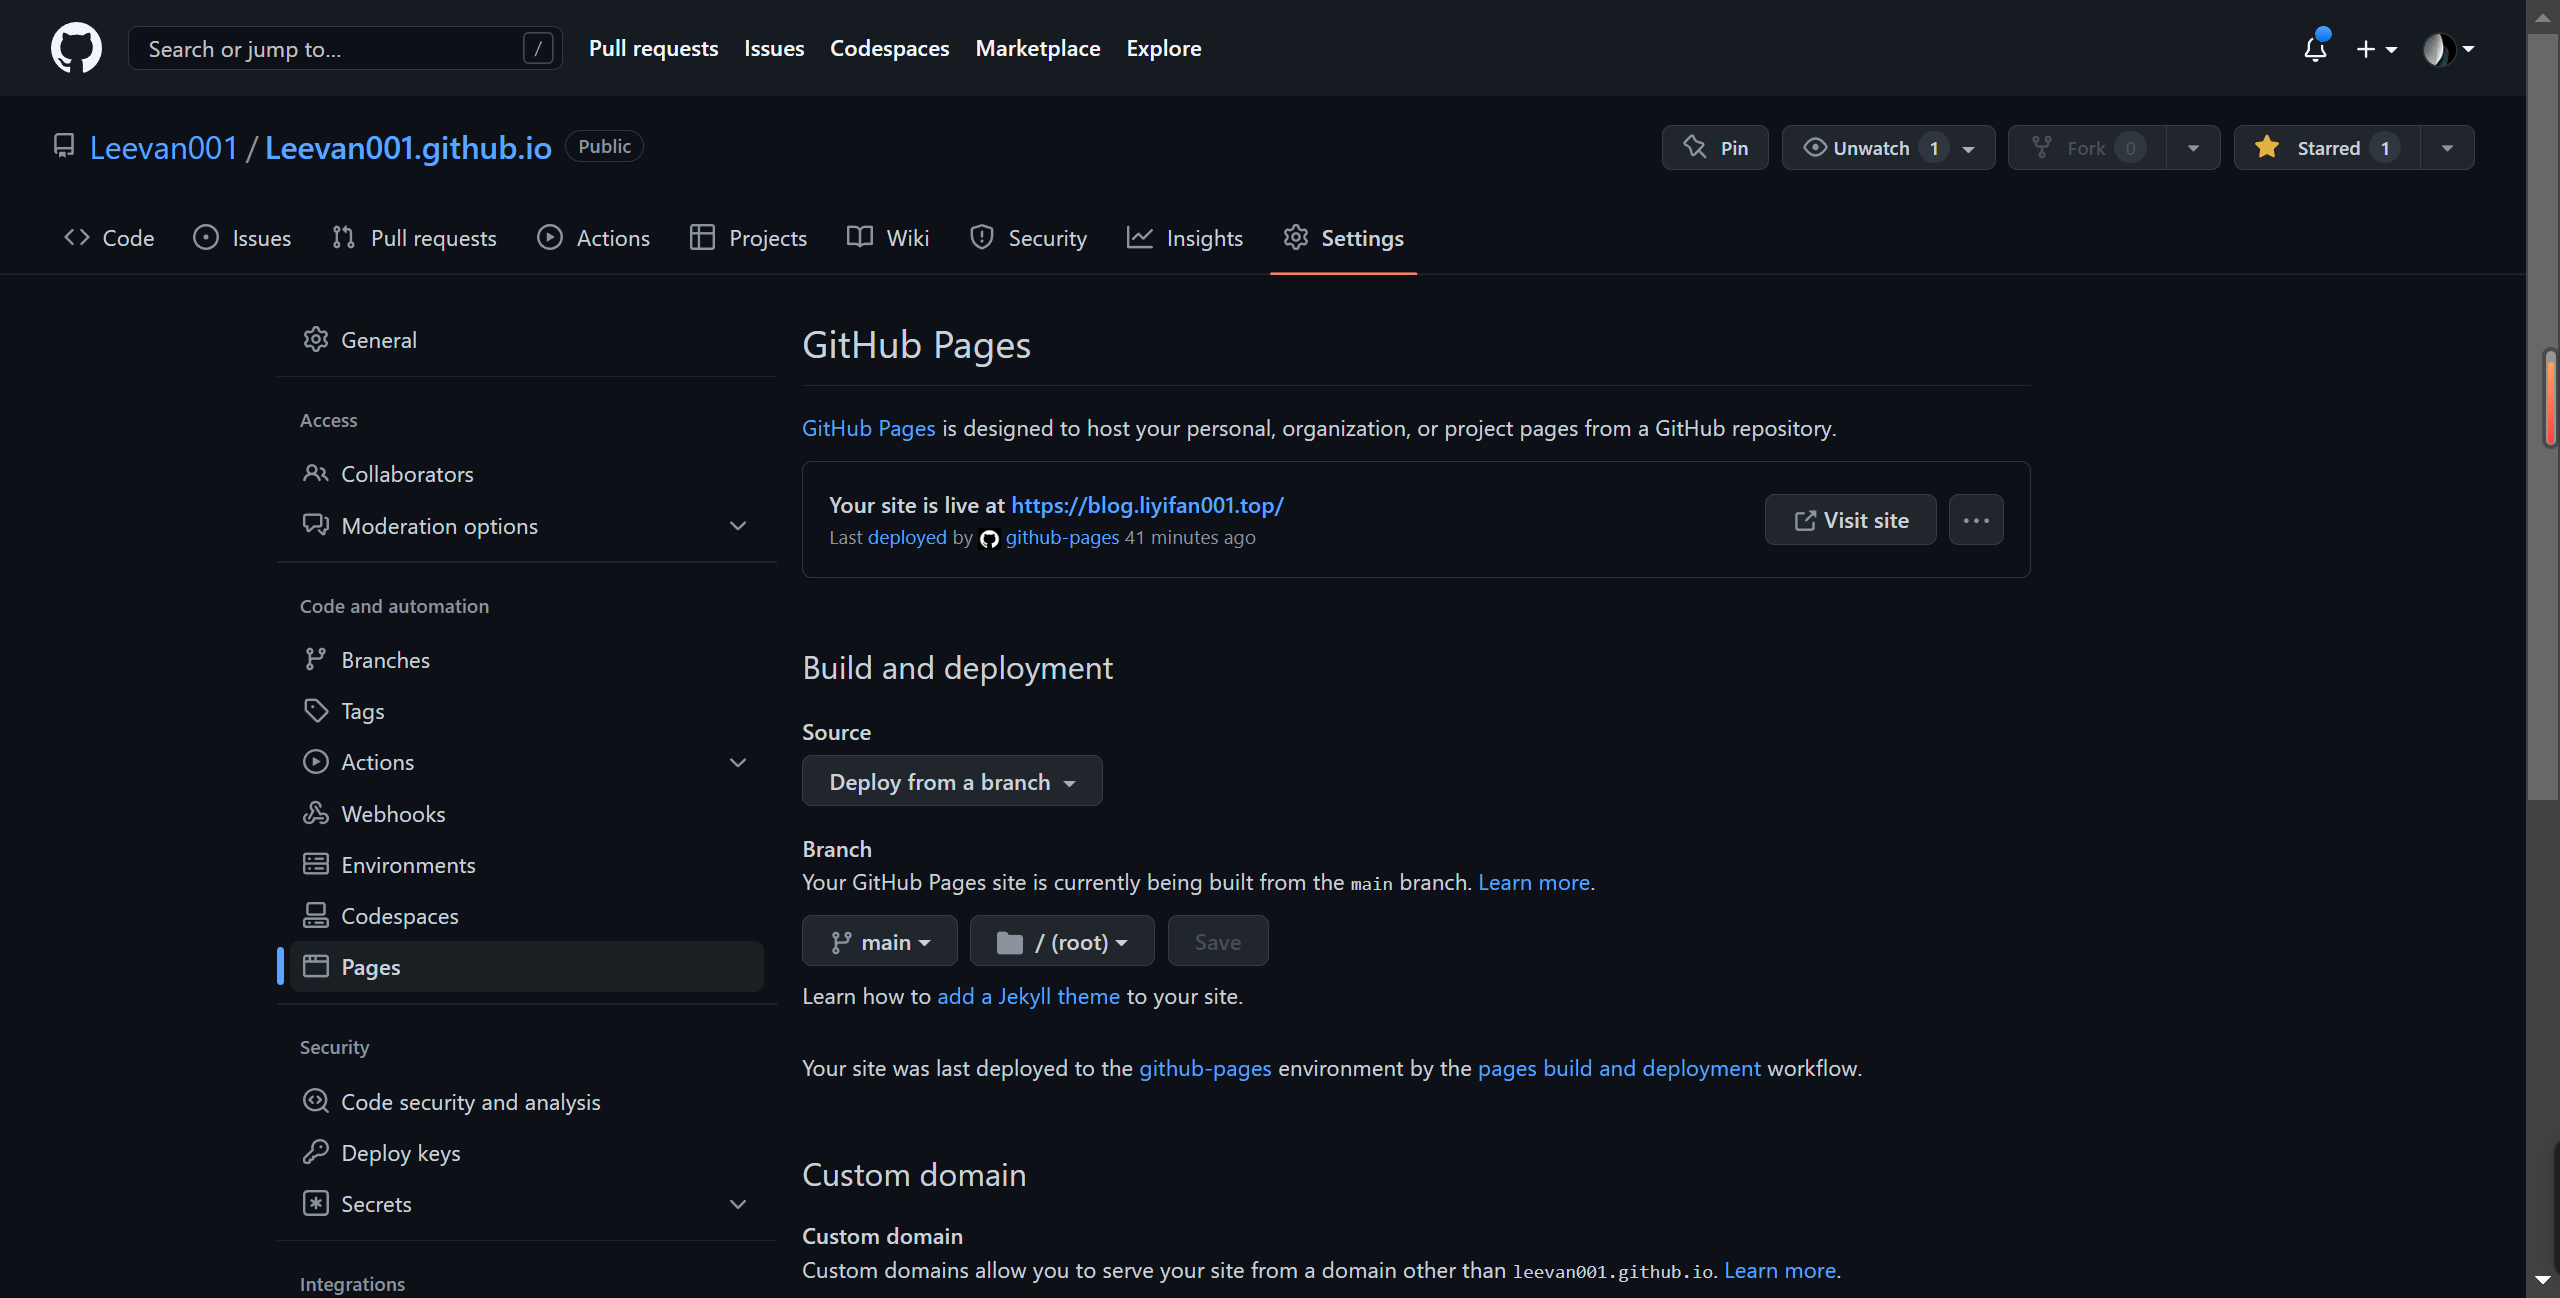 Search or jump to... /
Pull requests Issues Codespaces Marketplace Explore
Leevan001 / Leevan001.github.io Public
Pin Unwatch 1 Fork 0 Starred 1
Code Issues Pull requests Actions Projects Wiki Security Insights Settings
General
Access
Collaborators
Moderation options
Code and automation
Branches
Tags
Actions
Webhooks
Environments
Codespaces
Pages
Security
Code security and analysis
Deploy keys
Secrets
Integrations
GitHub Pages
GitHub Pages is designed to host your personal, organization, or project pages from a GitHub repository.
Your site is live at https://blog.liyifan001.top/
Last deployed by github-pages 41 minutes ago
Visit site
Build and deployment
Source
Deploy from a branch
Branch
Your GitHub Pages site is currently being built from the main branch. Learn more.
main / (root) Save
Learn how to add a Jekyll theme to your site.
Your site was last deployed to the github-pages environment by the pages build and deployment workflow.
Custom domain
Custom domain
Custom domains allow you to serve your site from a domain other than leevan001.github.io. Learn more.